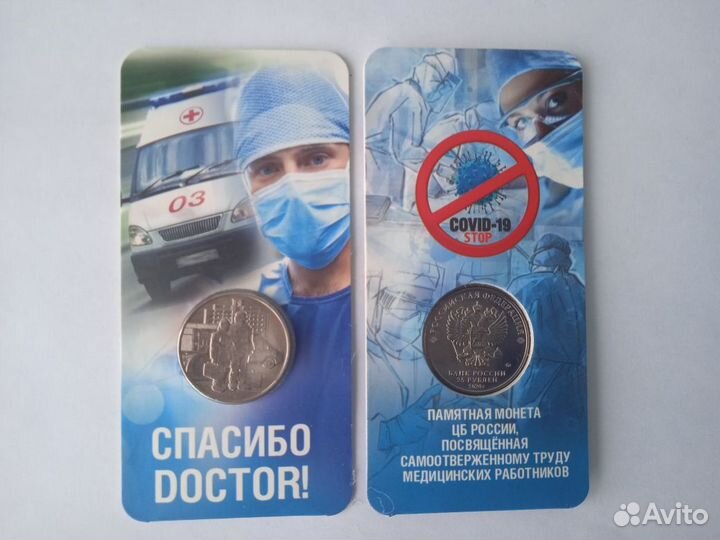 03
СПАСИБО
DOCTOR!
COVID-19
STOP
РОССИЙСКАЯ ФЕДЕРАЦИЯ
БАНК РОССИИ
25 РУБЛЕЙ
2020 г.
ПАМЯТНАЯ МОНЕТА
ЦБ РОССИИ,
ПОСВЯЩЁННАЯ
САМООТВЕРЖЕННОМУ ТРУДУ
МЕДИЦИНСКИХ РАБОТНИКОВ
Avito